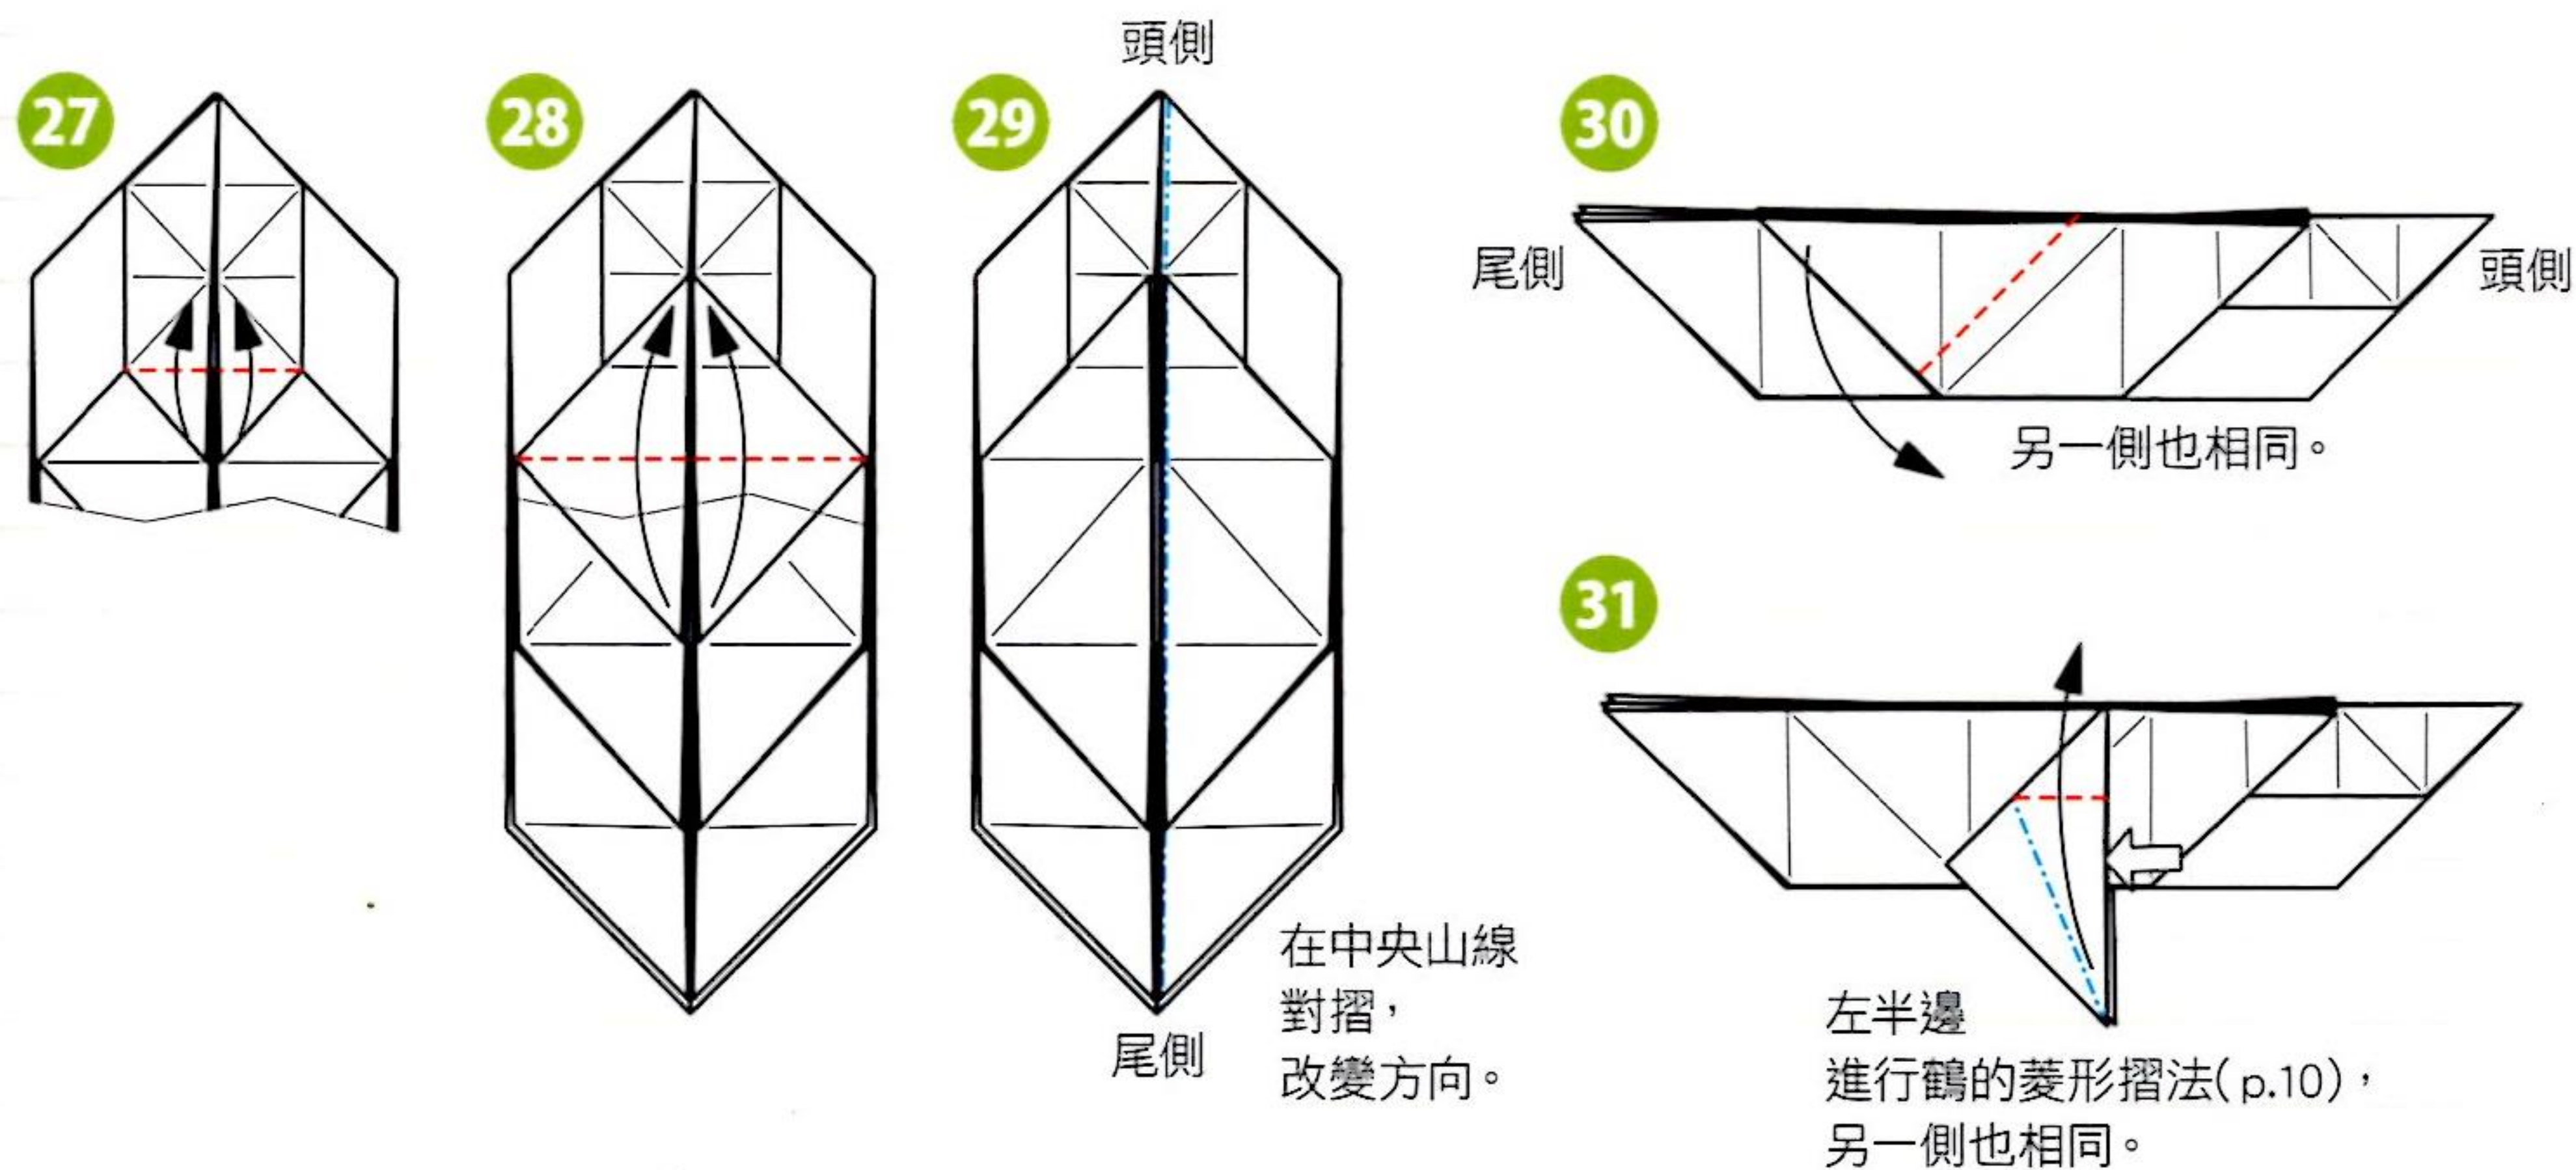 27
28
29
頭側
尾側
在中央山線
對摺，
改變方向。
30
尾側
頭側
另一側也相同。
31
左半邊
進行鶴的菱形摺法(p.10)，
另一側也相同。